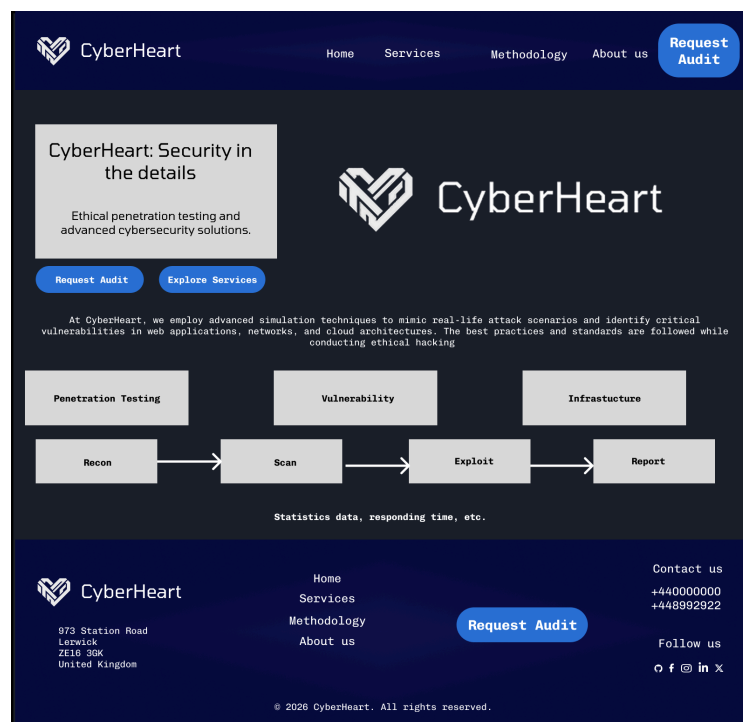 CyberHeart
Home
Services
Methodology
About us
Request
Audit
CyberHeart: Security in
the details
Ethical penetration testing and
advanced cybersecurity solutions.
Request Audit
Explore Services
CyberHeart
At CyberHeart, we employ advanced simulation techniques to mimic real-life attack scenarios and identify critical
vulnerabilities in web applications, networks, and cloud architectures. The best practices and standards are followed while
conducting ethical hacking
Penetration Testing
Vulnerability
Infrastucture
Recon
Scan
Exploit
Report
Statistics data, responding time, etc.
CyberHeart
973 Station Road
Lerwick
ZE16 3GK
United Kingdom
Home
Services
Methodology
About us
Request Audit
Contact us
+440000000
+448992922
Follow us
© 2026 CyberHeart. All rights reserved.